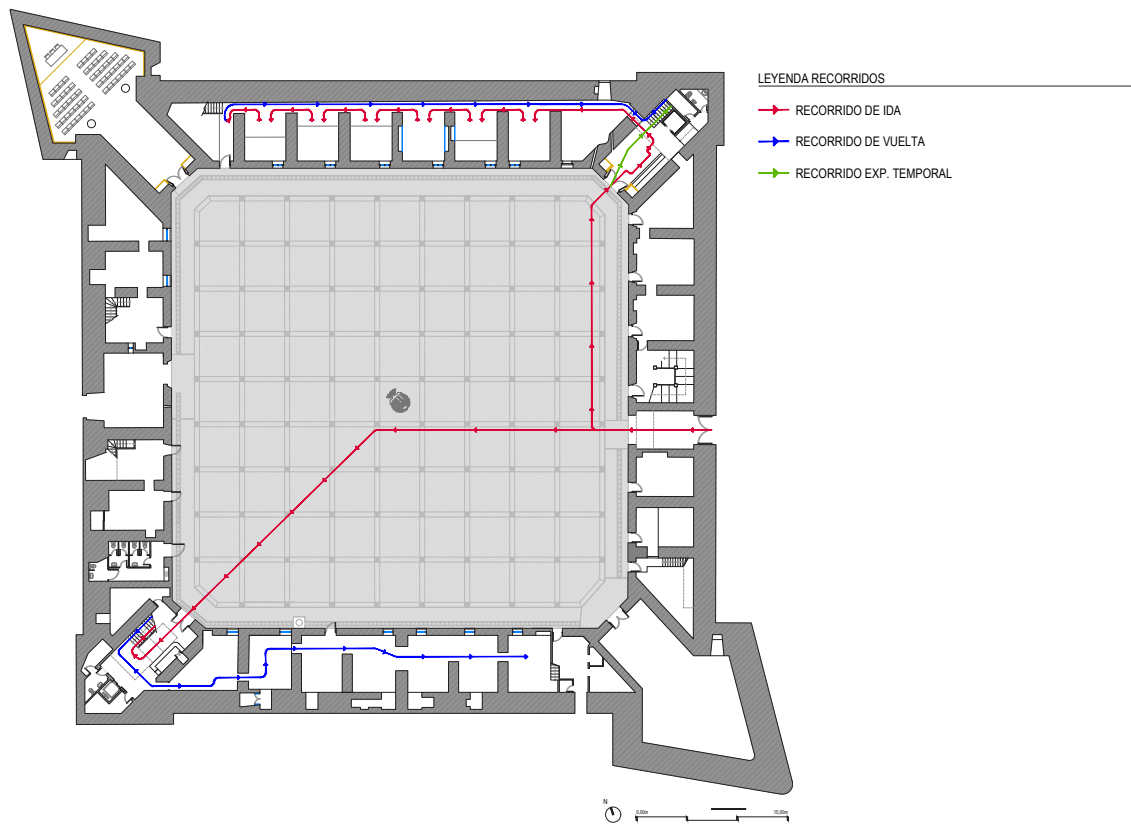 LEYENDA RECORRIDOS
RECORRIDO DE IDA
RECORRIDO DE VUELTA
RECORRIDO EXP. TEMPORAL
N
0,00m 15,00m